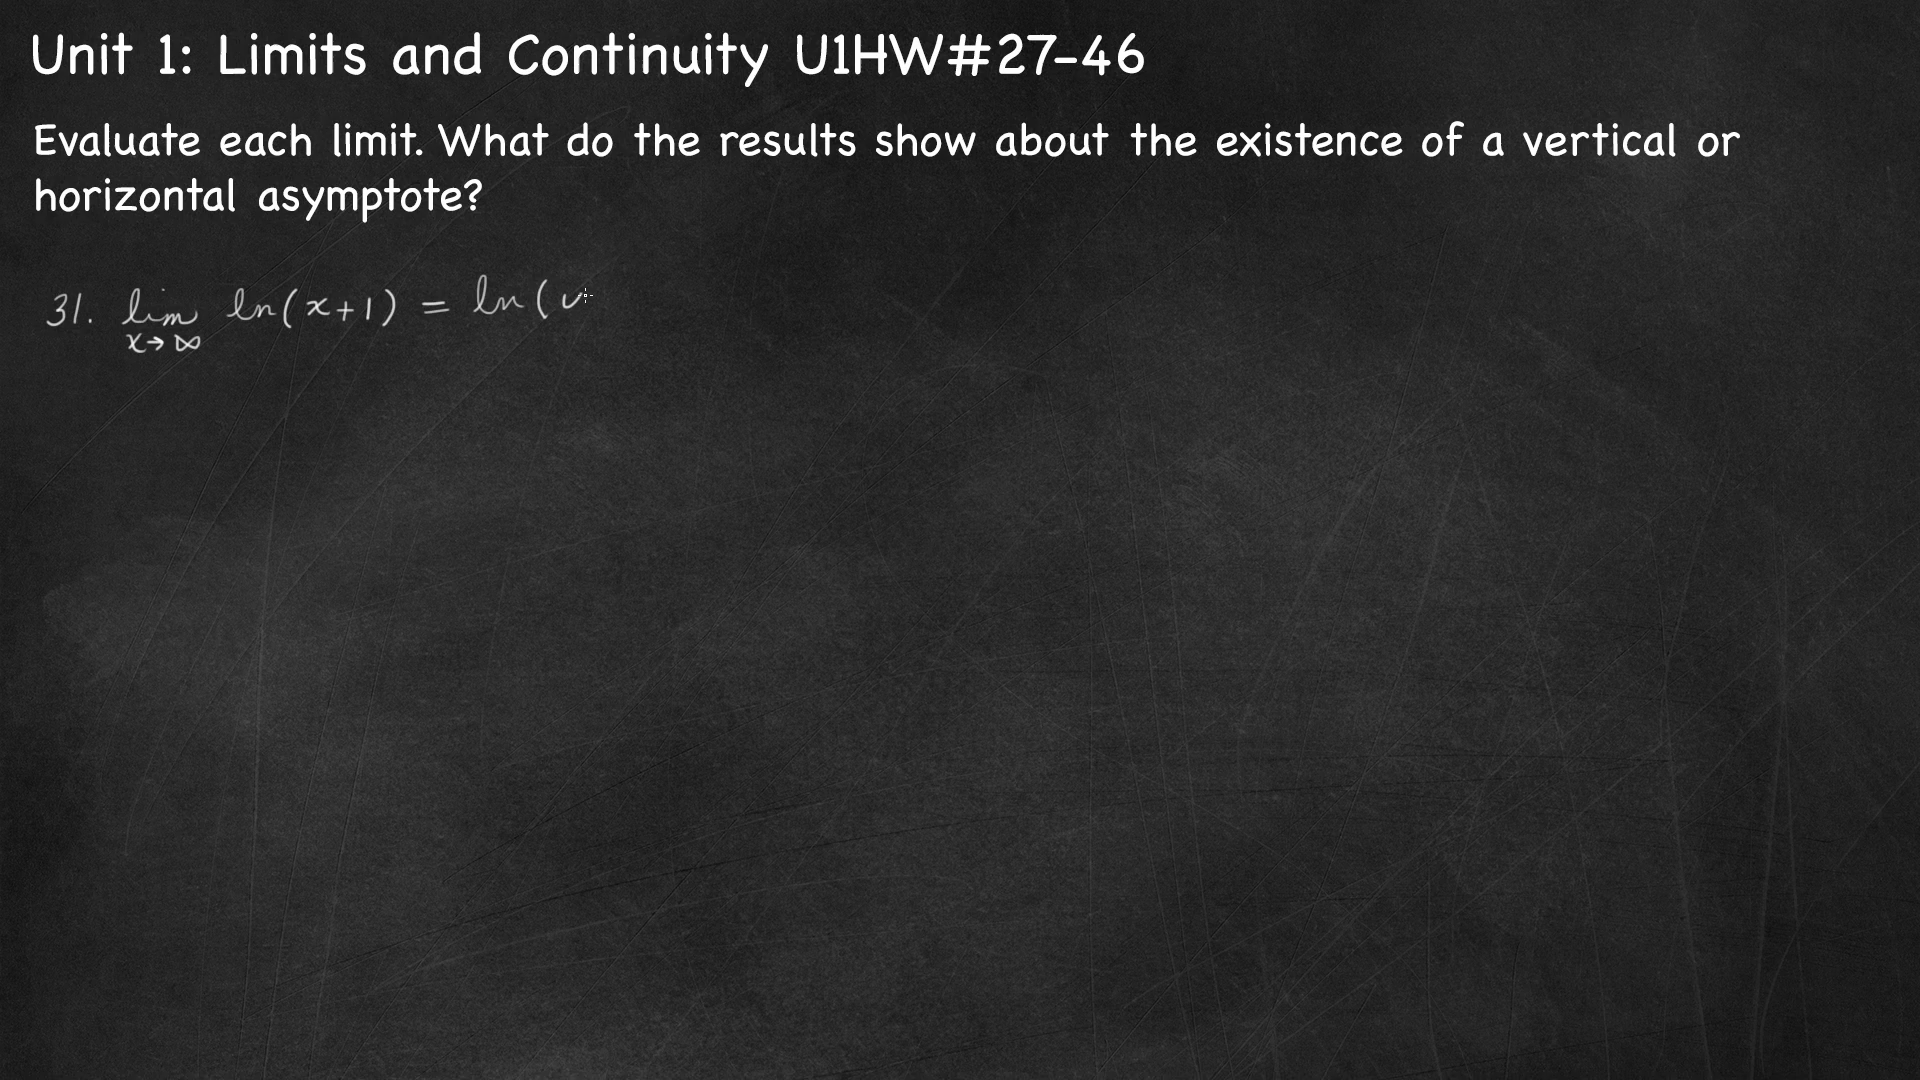 Unit 1: Limits and Continuity U1HW#27-46
Evaluate each limit. What do the results show about the existence of a vertical or
horizontal asymptote?
31. lim ln(x+1) = ln(
x→∞